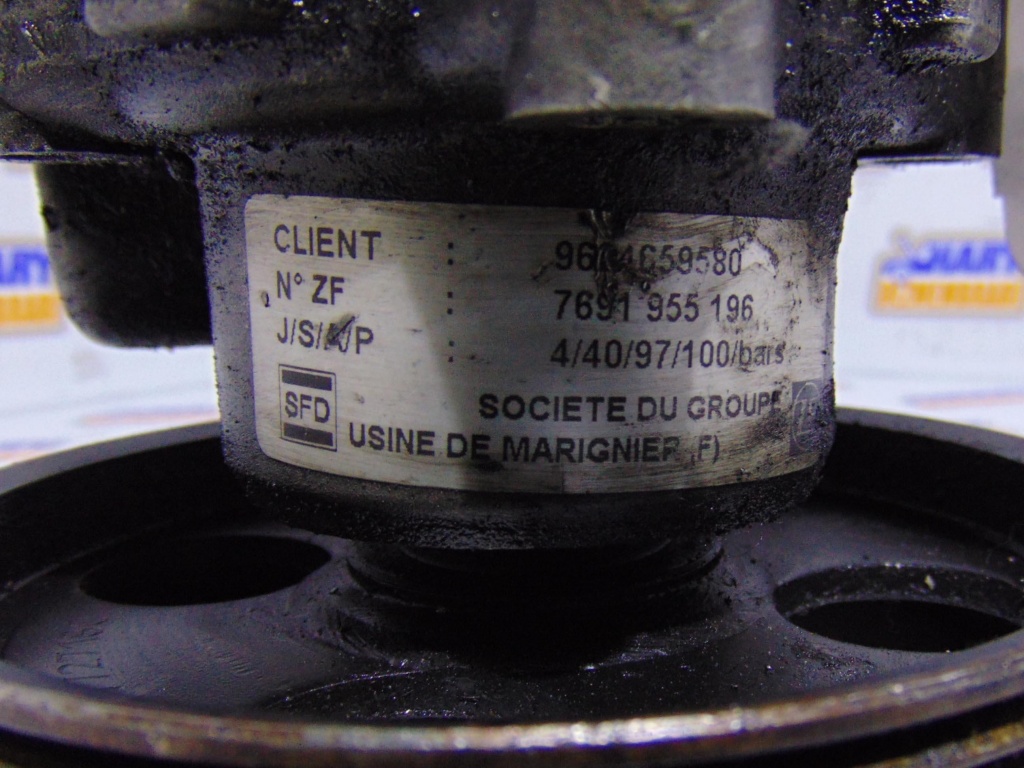 CLIENT :
N° ZF : 7691 955 196
: 4/40/97/100/bars
SFD SOCIETE DU GROUPE
USINE DE MARIGNIER F)